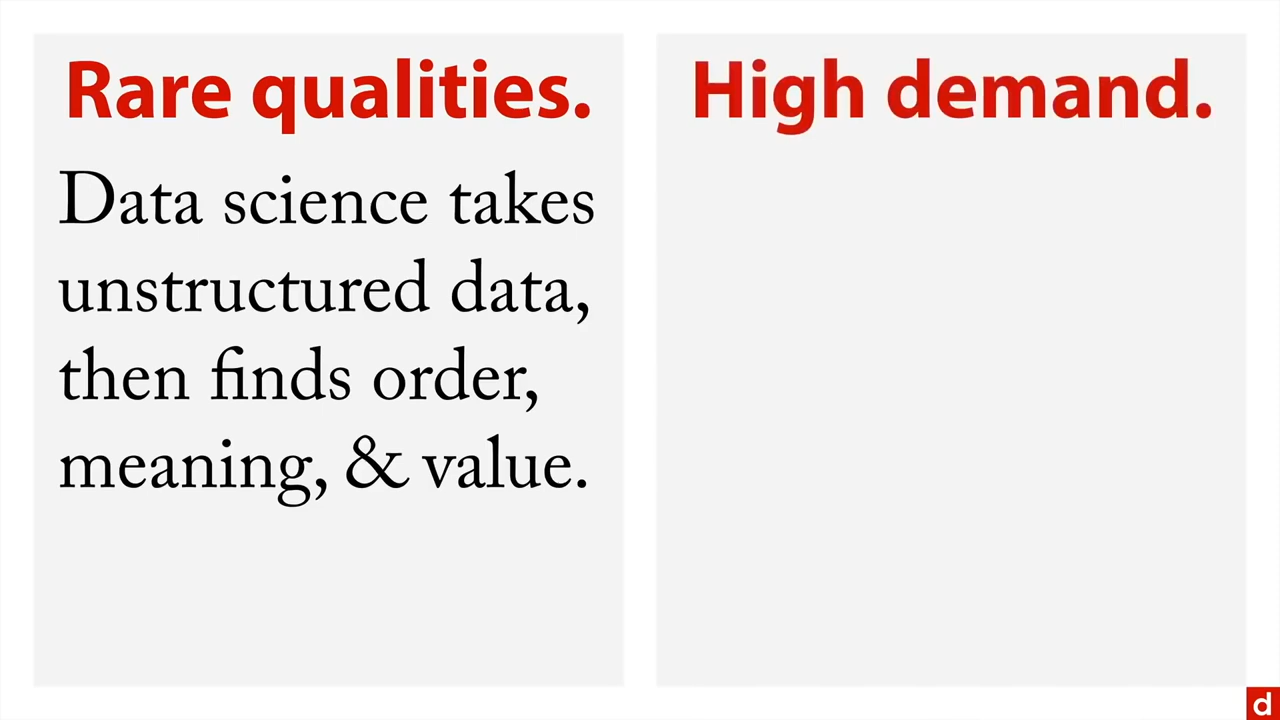 Rare qualities.
Data science takes
unstructured data,
then finds order,
meaning, & value.
High demand.
d